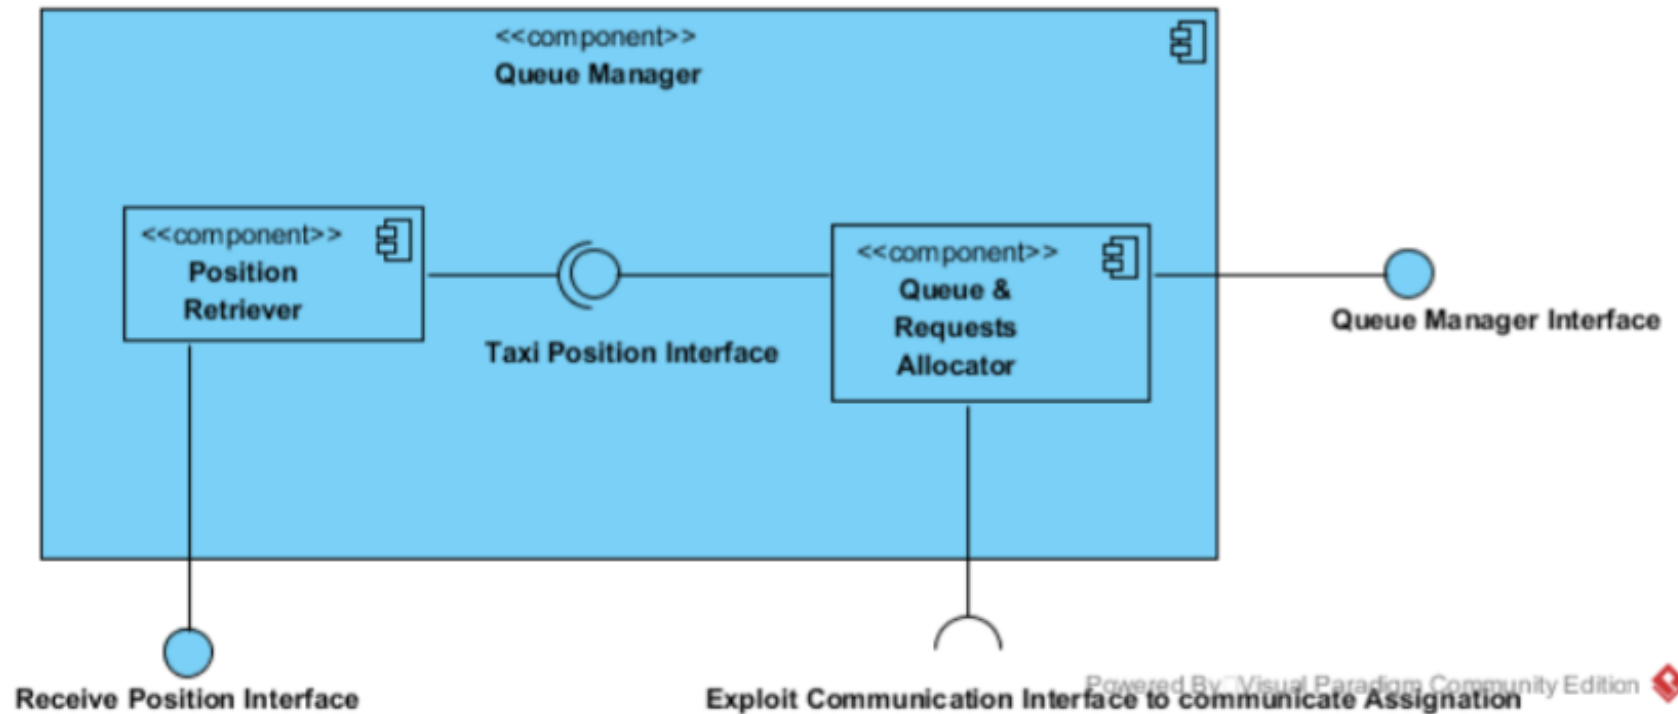 <<component>>
Queue Manager
<<component>>
Position
Retriever
Taxi Position Interface
<<component>>
Queue &
Requests
Allocator
Queue Manager Interface
Receive Position Interface
Exploit Communication Interface to communicate Assignation
Powered By Visual Paradigm Community Edition